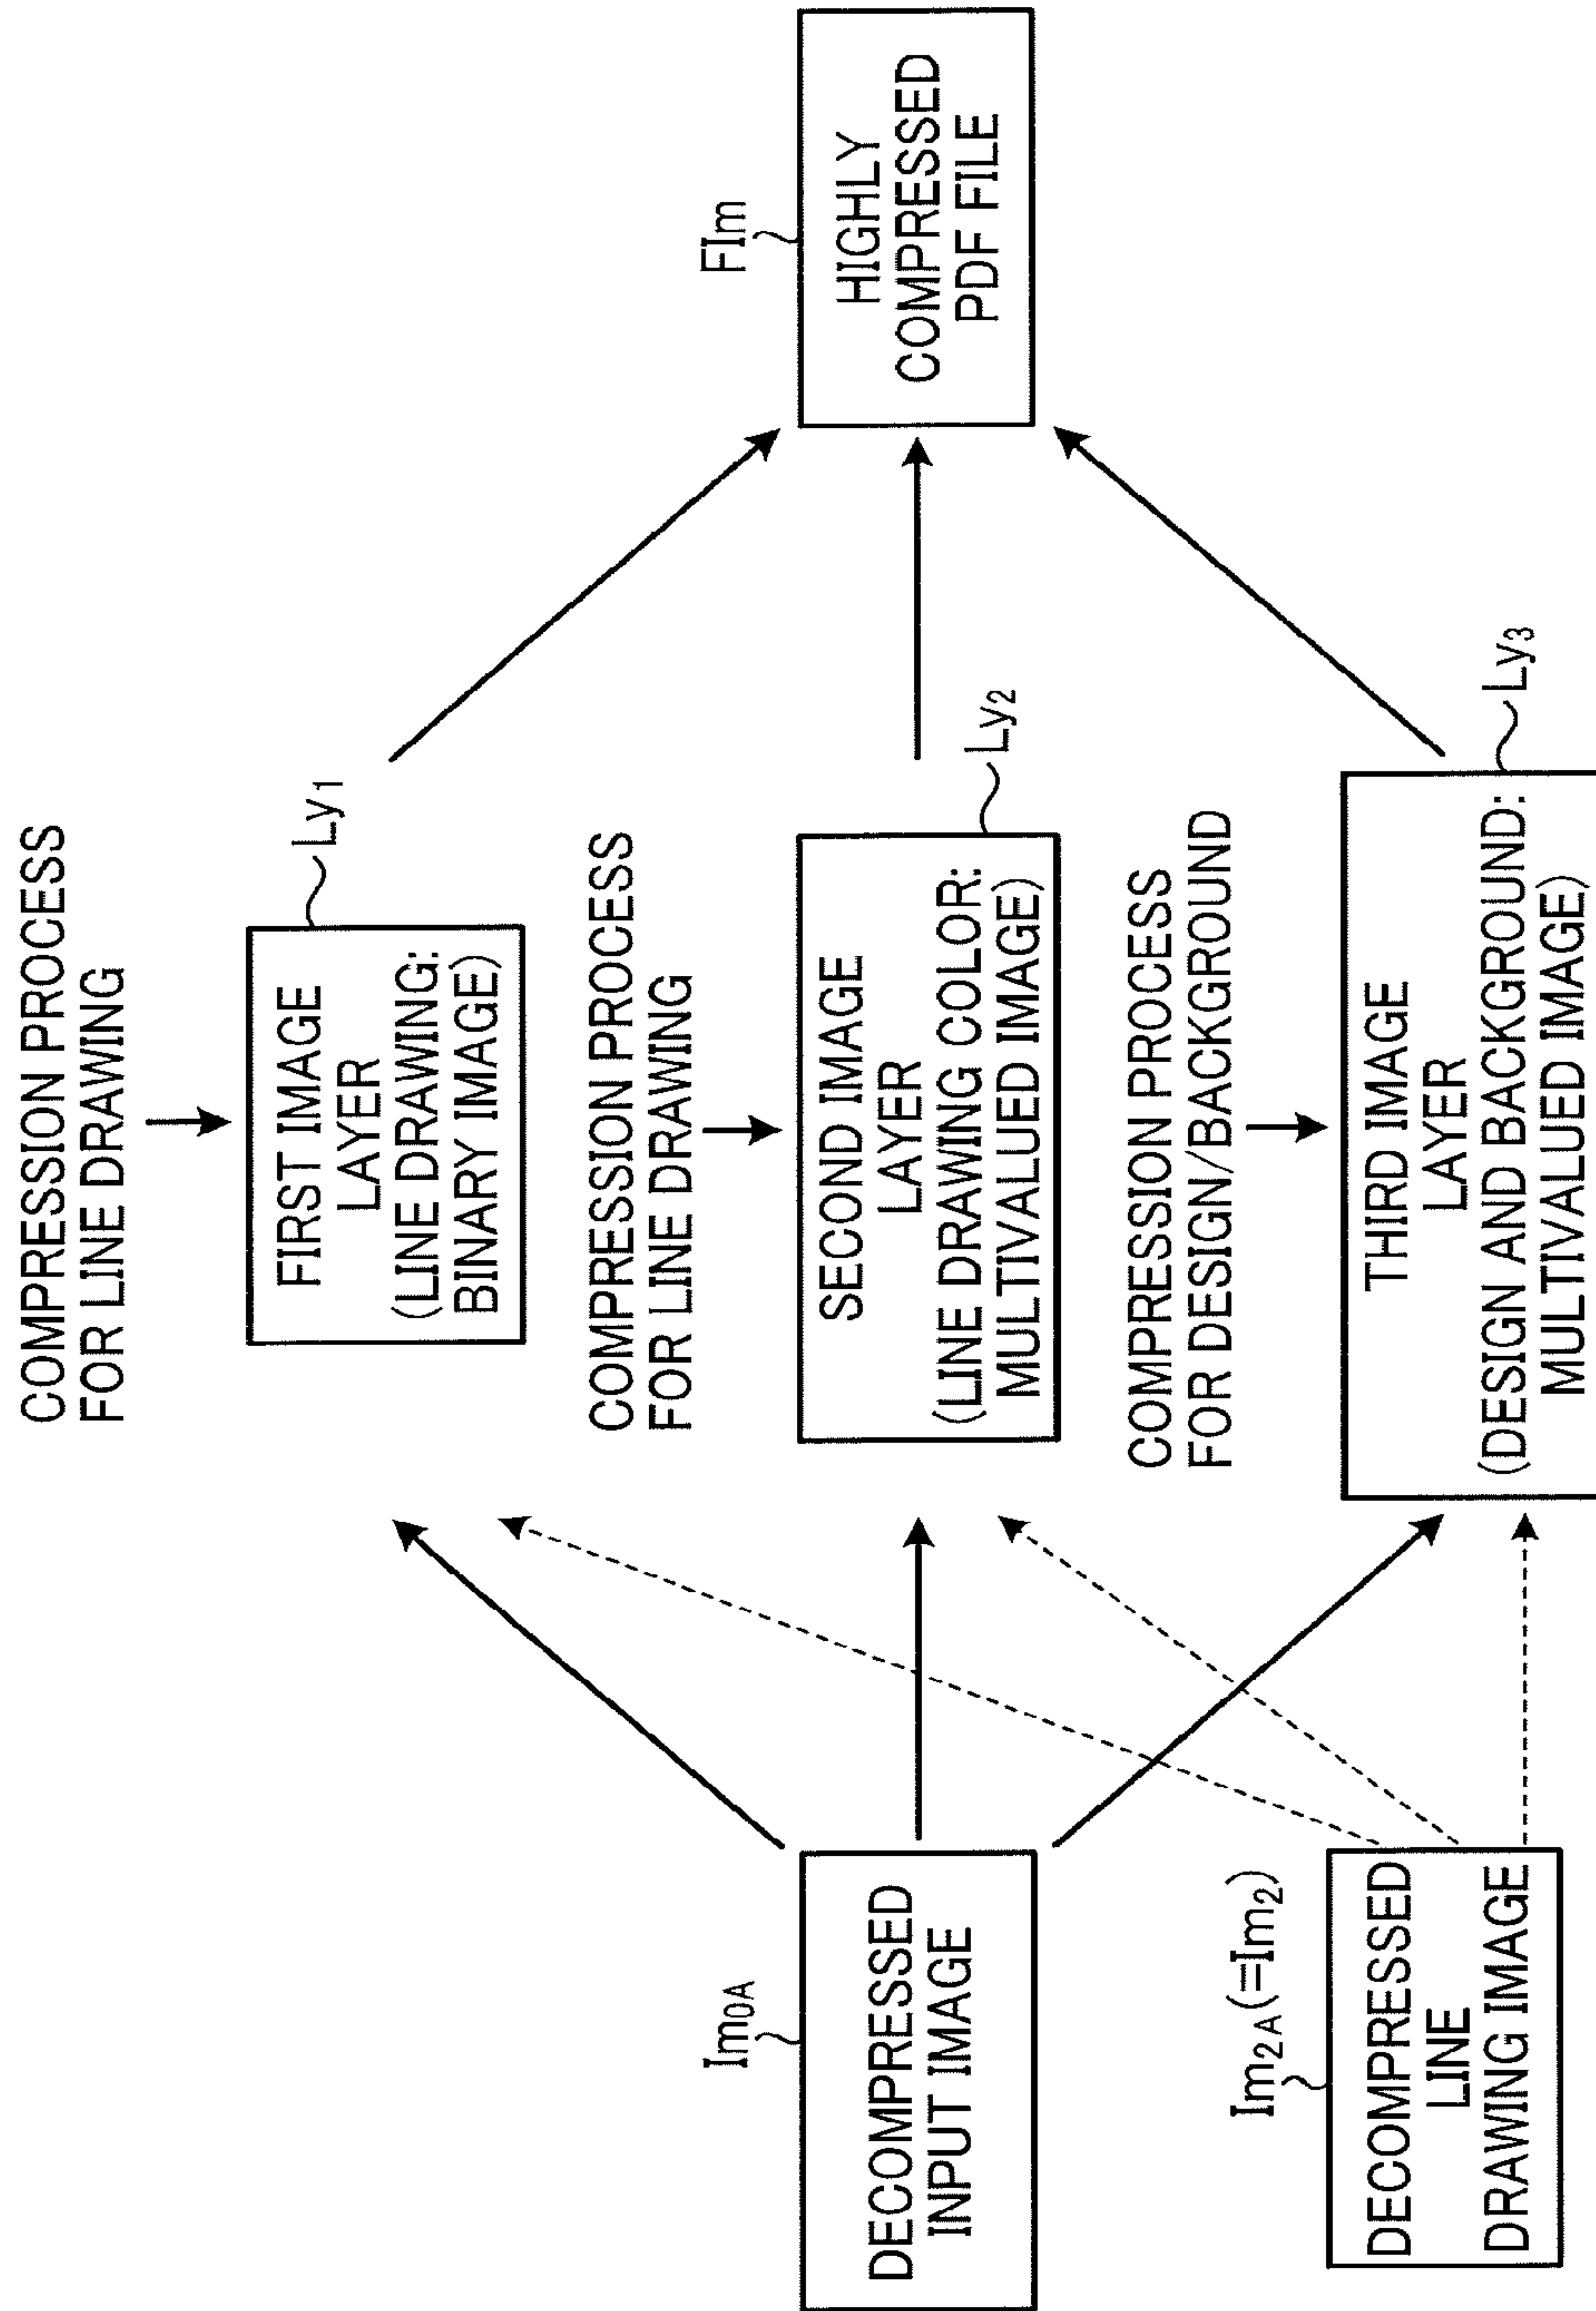 COMPRESSION PROCESS
FOR LINE DRAWING
Ly1
FIRST IMAGE
LAYER
(LINE DRAWING:
BINARY IMAGE)
COMPRESSION PROCESS
FOR LINE DRAWING
Im0A
DECOMPRESSED
INPUT IMAGE
SECOND IMAGE
LAYER
(LINE DRAWING COLOR:
MULTIVALUED IMAGE)
Ly2
FIm
HIGHLY
COMPRESSED
PDF FILE
COMPRESSION PROCESS
FOR DESIGN/BACKGROUND
Im2A(=Im2)
DECOMPRESSED
LINE
DRAWING IMAGE
THIRD IMAGE
LAYER
(DESIGN AND BACKGROUND:
MULTIVALUED IMAGE)
Ly3